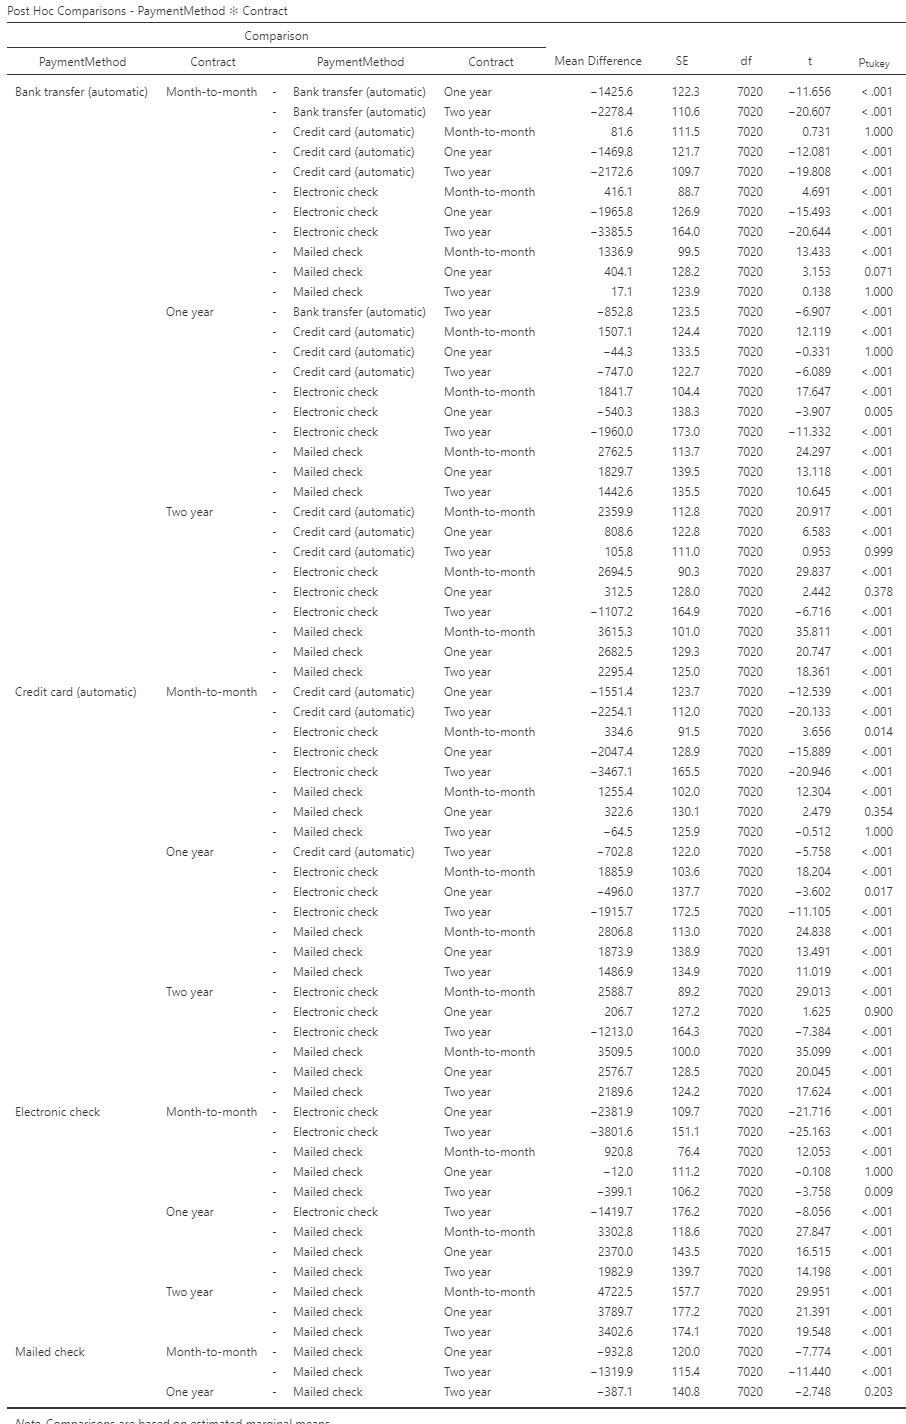 Post Hoc Comparisons - PaymentMethod ✻ Contract
Comparison
PaymentMethod Contract PaymentMethod Contract Mean Difference SE df t ptukey
Bank transfer (automatic) Month-to-month - Bank transfer (automatic) One year −1425.6 122.3 7020 −11.656 < .001
- Bank transfer (automatic) Two year −2278.4 110.6 7020 −20.607 < .001
- Credit card (automatic) Month-to-month 81.6 111.5 7020 0.731 1.000
- Credit card (automatic) One year −1469.8 121.7 7020 −12.081 < .001
- Credit card (automatic) Two year −2172.6 109.7 7020 −19.808 < .001
- Electronic check Month-to-month 416.1 88.7 7020 4.691 < .001
- Electronic check One year −1965.8 126.9 7020 −15.493 < .001
- Electronic check Two year −3385.5 164.0 7020 −20.644 < .001
- Mailed check Month-to-month 1336.9 99.5 7020 13.433 < .001
- Mailed check One year 404.1 128.2 7020 3.153 0.071
- Mailed check Two year 17.1 123.9 7020 0.138 1.000
One year - Bank transfer (automatic) Two year −852.8 123.5 7020 −6.907 < .001
- Credit card (automatic) Month-to-month 1507.1 124.4 7020 12.119 < .001
- Credit card (automatic) One year −44.3 133.5 7020 −0.331 1.000
- Credit card (automatic) Two year −747.0 122.7 7020 −6.089 < .001
- Electronic check Month-to-month 1841.7 104.4 7020 17.647 < .001
- Electronic check One year −540.3 138.3 7020 −3.907 0.005
- Electronic check Two year −1960.0 173.0 7020 −11.332 < .001
- Mailed check Month-to-month 2762.5 113.7 7020 24.297 < .001
- Mailed check One year 1829.7 139.5 7020 13.118 < .001
- Mailed check Two year 1442.6 135.5 7020 10.645 < .001
Two year - Credit card (automatic) Month-to-month 2359.9 112.8 7020 20.917 < .001
- Credit card (automatic) One year 808.6 122.8 7020 6.583 < .001
- Credit card (automatic) Two year 105.8 111.0 7020 0.953 0.999
- Electronic check Month-to-month 2694.5 90.3 7020 29.837 < .001
- Electronic check One year 312.5 128.0 7020 2.442 0.378
- Electronic check Two year −1107.2 164.9 7020 −6.716 < .001
- Mailed check Month-to-month 3615.3 101.0 7020 35.811 < .001
- Mailed check One year 2682.5 129.3 7020 20.747 < .001
- Mailed check Two year 2295.4 125.0 7020 18.361 < .001
Credit card (automatic) Month-to-month - Credit card (automatic) One year −1551.4 123.7 7020 −12.539 < .001
- Credit card (automatic) Two year −2254.1 112.0 7020 −20.133 < .001
- Electronic check Month-to-month 334.6 91.5 7020 3.656 0.014
- Electronic check One year −2047.4 128.9 7020 −15.889 < .001
- Electronic check Two year −3467.1 165.5 7020 −20.946 < .001
- Mailed check Month-to-month 1255.4 102.0 7020 12.304 < .001
- Mailed check One year 322.6 130.1 7020 2.479 0.354
- Mailed check Two year −64.5 125.9 7020 −0.512 1.000
One year - Credit card (automatic) Two year −702.8 122.0 7020 −5.758 < .001
- Electronic check Month-to-month 1885.9 103.6 7020 18.204 < .001
- Electronic check One year −496.0 137.7 7020 −3.602 0.017
- Electronic check Two year −1915.7 172.5 7020 −11.105 < .001
- Mailed check Month-to-month 2806.8 113.0 7020 24.838 < .001
- Mailed check One year 1873.9 138.9 7020 13.491 < .001
- Mailed check Two year 1486.9 134.9 7020 11.019 < .001
Two year - Electronic check Month-to-month 2588.7 89.2 7020 29.013 < .001
- Electronic check One year 206.7 127.2 7020 1.625 0.900
- Electronic check Two year −1213.0 164.3 7020 −7.384 < .001
- Mailed check Month-to-month 3509.5 100.0 7020 35.099 < .001
- Mailed check One year 2576.7 128.5 7020 20.045 < .001
- Mailed check Two year 2189.6 124.2 7020 17.624 < .001
Electronic check Month-to-month - Electronic check One year −2381.9 109.7 7020 −21.716 < .001
- Electronic check Two year −3801.6 151.1 7020 −25.163 < .001
- Mailed check Month-to-month 920.8 76.4 7020 12.053 < .001
- Mailed check One year −12.0 111.2 7020 −0.108 1.000
- Mailed check Two year −399.1 106.2 7020 −3.758 0.009
One year - Electronic check Two year −1419.7 176.2 7020 −8.056 < .001
- Mailed check Month-to-month 3302.8 118.6 7020 27.847 < .001
- Mailed check One year 2370.0 143.5 7020 16.515 < .001
- Mailed check Two year 1982.9 139.7 7020 14.198 < .001
Two year - Mailed check Month-to-month 4722.5 157.7 7020 29.951 < .001
- Mailed check One year 3789.7 177.2 7020 21.391 < .001
- Mailed check Two year 3402.6 174.1 7020 19.548 < .001
Mailed check Month-to-month - Mailed check One year −932.8 120.0 7020 −7.774 < .001
- Mailed check Two year −1319.9 115.4 7020 −11.440 < .001
One year - Mailed check Two year −387.1 140.8 7020 −2.748 0.203
Note. Comparisons are based on estimated marginal means